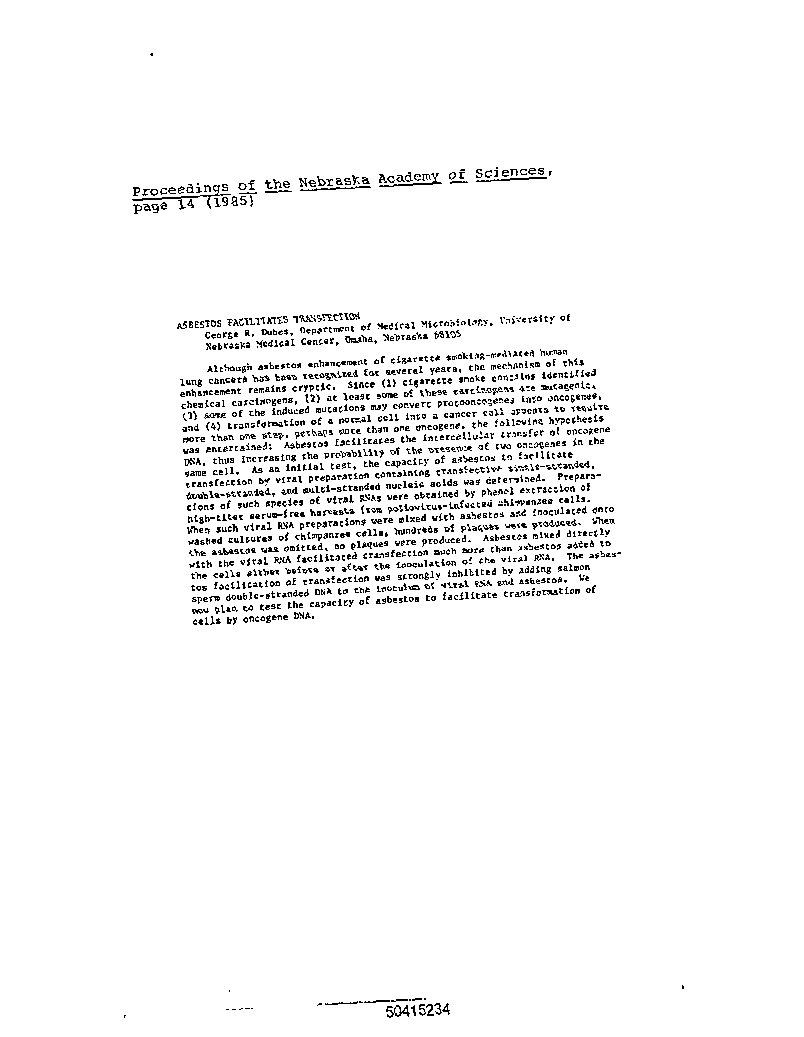 Proceedings of the Nebraska Academy of Sciences,
page 14 (1985)
ASBESTOS FACILITATES TRANSFECTION
George R. Dubes, Department of Medical Microbiology, University of
Nebraska Medical Center, Omaha, Nebraska 68105
Although asbestos enhancement of cigarette smoking-mediated human
lung cancers has been recognized for several years, the mechanism of this
enhancement remains cryptic. Since (1) cigarette smoke contains identified
chemical carcinogens, (2) at least some of these carcinogens are mutagenic,
(3) some of the induced mutations may convert protooncogenes into oncogenes,
and (4) transformation of a normal cell into a cancer cell appears to require
more than one step, perhaps more than one oncogene, the following hypothesis
was entertained: Asbestos facilitates the intercellular transfer of oncogene
DNA, thus increasing the probability of the presence of two oncogenes in the
same cell. As an initial test, the capacity of asbestos to facilitate
transfection by viral preparation containing transfective single-stranded,
double-stranded, and multi-stranded nucleic acids was determined. Prepara-
tions of such species of viral RNAs were obtained by phenol extraction of
high-titer serum-free harvests from poliovirus-infected chimpanzee cells.
When such viral RNA preparations were mixed with asbestos and inoculated onto
washed cultures of chimpanzee cells, hundreds of plaques were produced. When
the asbestos was omitted, no plaques were produced. Asbestos mixed directly
with the viral RNA facilitated transfection much more than asbestos added to
the cells either before or after the inoculation of the viral RNA. The asbes-
tos facilitation of transfection was strongly inhibited by adding salmon
sperm double-stranded DNA to the inoculum of viral RNA and asbestos. We
now plan to test the capacity of asbestos to facilitate transformation of
cells by oncogene DNA.
50415234